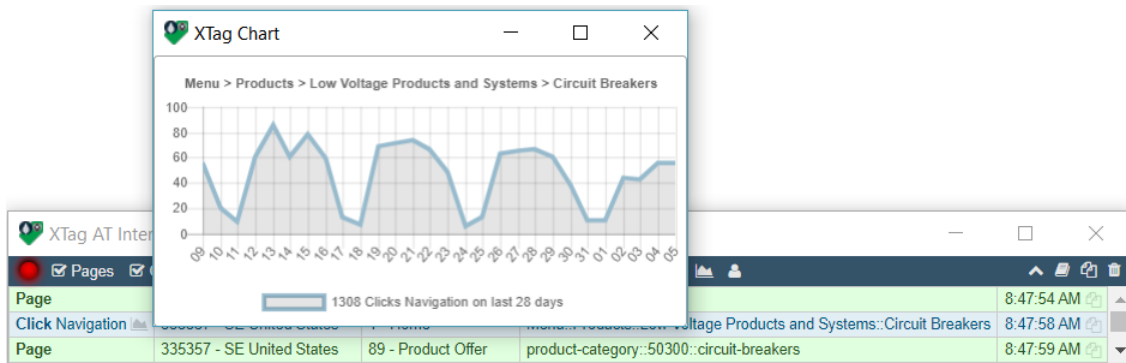 XTag Chart
Menu > Products > Low Voltage Products and Systems > Circuit Breakers
100
80
60
40
20
0
09 10 11 12 13 14 15 16 17 18 19 20 21 22 23 24 25 26 27 28 29 30 31 01 02 03 04 05
1308 Clicks Navigation on last 28 days
XTag AT Inter
Pages
Page 8:47:54 AM
Click Navigation 335357 - SE United States Menu::Products::Low Voltage Products and Systems::Circuit Breakers 8:47:58 AM
Page 335357 - SE United States 89 - Product Offer product-category::50300::circuit-breakers 8:47:59 AM